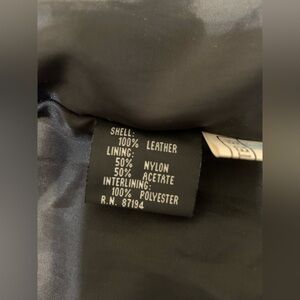 SHELL:
100% LEATHER
LINING:
50% NYLON
50% ACETATE
INTERLINING:
100% POLYESTER
R.N. 87194